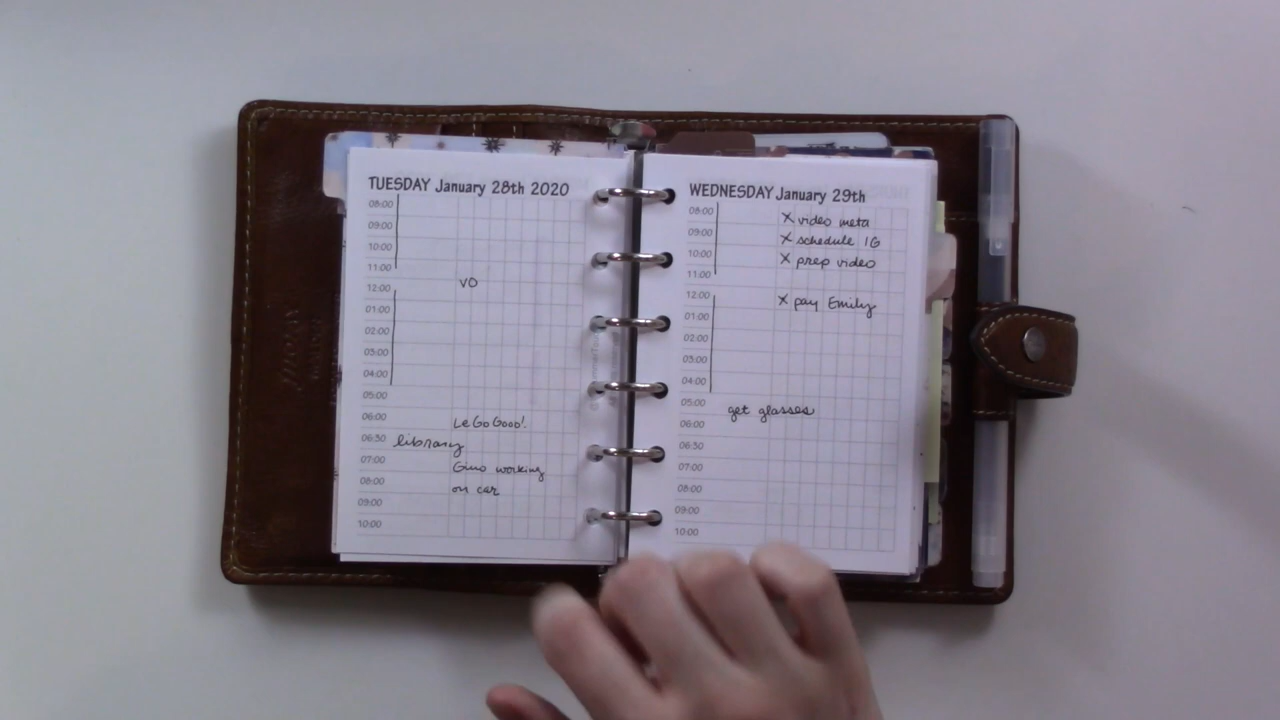 TUESDAY January 28th 2020
08:00
09:00
10:00
11:00
VO
12:00
01:00
02:00
03:00
04:00
05:00
06:00 LeGoGood!
06:30 library
07:00 Gino working
08:00 on car
09:00
10:00
WEDNESDAY January 29th
08:00 X video meta
09:00 X schedule IG
10:00 X prep video
11:00
12:00 X pay Emily
01:00
02:00
03:00
04:00
05:00 get glasses
06:00
06:30
07:00
08:00
09:00
10:00